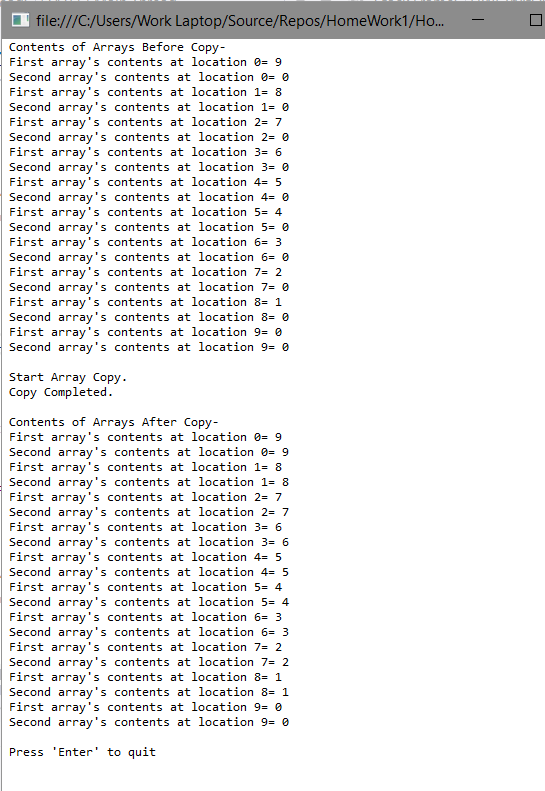 file:///C:/Users/Work Laptop/Source/Repos/HomeWork1/Ho...
Contents of Arrays Before Copy-
First array's contents at location 0= 9
Second array's contents at location 0= 0
First array's contents at location 1= 8
Second array's contents at location 1= 0
First array's contents at location 2= 7
Second array's contents at location 2= 0
First array's contents at location 3= 6
Second array's contents at location 3= 0
First array's contents at location 4= 5
Second array's contents at location 4= 0
First array's contents at location 5= 4
Second array's contents at location 5= 0
First array's contents at location 6= 3
Second array's contents at location 6= 0
First array's contents at location 7= 2
Second array's contents at location 7= 0
First array's contents at location 8= 1
Second array's contents at location 8= 0
First array's contents at location 9= 0
Second array's contents at location 9= 0
Start Array Copy.
Copy Completed.
Contents of Arrays After Copy-
First array's contents at location 0= 9
Second array's contents at location 0= 9
First array's contents at location 1= 8
Second array's contents at location 1= 8
First array's contents at location 2= 7
Second array's contents at location 2= 7
First array's contents at location 3= 6
Second array's contents at location 3= 6
First array's contents at location 4= 5
Second array's contents at location 4= 5
First array's contents at location 5= 4
Second array's contents at location 5= 4
First array's contents at location 6= 3
Second array's contents at location 6= 3
First array's contents at location 7= 2
Second array's contents at location 7= 2
First array's contents at location 8= 1
Second array's contents at location 8= 1
First array's contents at location 9= 0
Second array's contents at location 9= 0
Press 'Enter' to quit